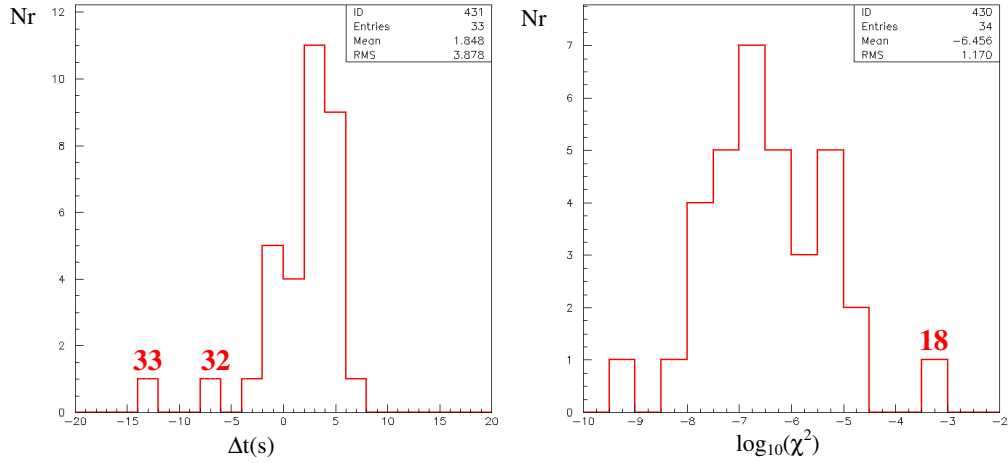 Nr
ID 431
Entries 33
Mean 1.848
RMS 3.878
12
10
8
6
4
2
0
33
32
-20 -15 -10 -5 0 5 10 15 20
Δt(s)
Nr
ID 430
Entries 34
Mean -6.456
RMS 1.170
7
6
5
4
3
2
1
0
18
-10 -9 -8 -7 -6 -5 -4 -3 -2
log₁₀(χ²)